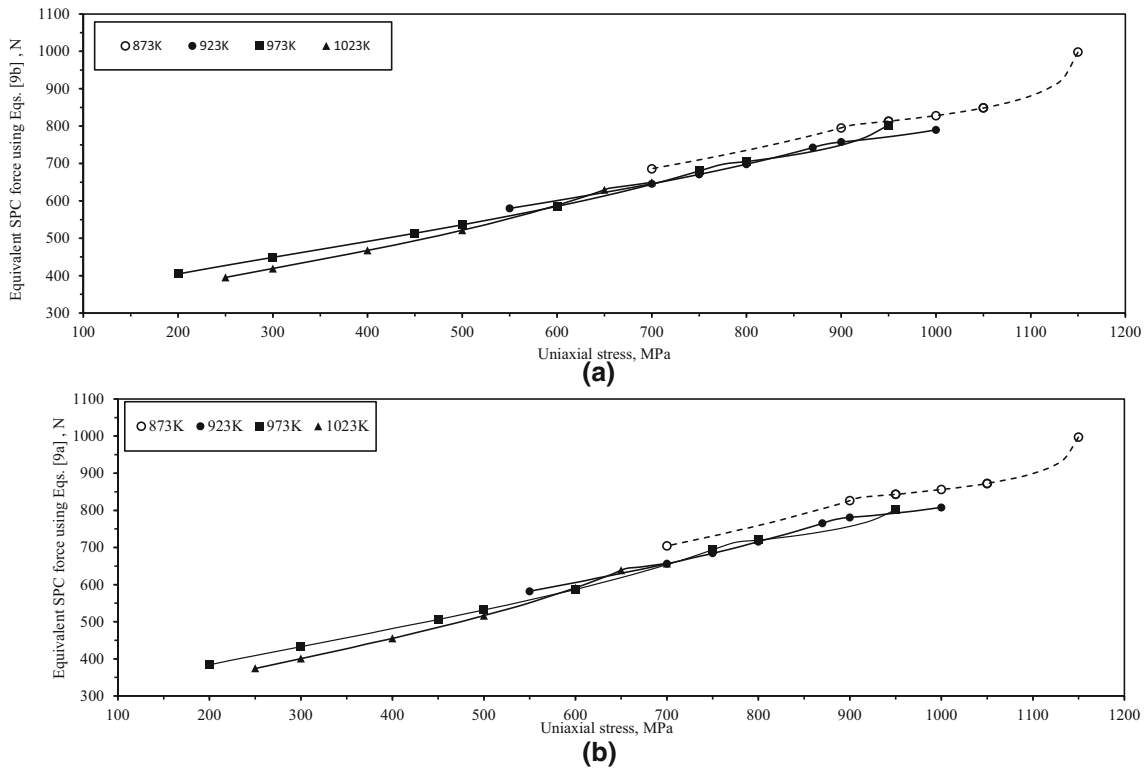 Equivalent SPC force using Eqs. [9b] , N
1100
1000
900
800
700
600
500
400
300
873K 923K 973K 1023K
100 200 300 400 500 600 700 800 900 1000 1100 1200
Uniaxial stress, MPa
(a)
Equivalent SPC force using Eqs. [9a] , N
1100
1000
900
800
700
600
500
400
300
873K 923K 973K 1023K
100 200 300 400 500 600 700 800 900 1000 1100 1200
Uniaxial stress, MPa
(b)